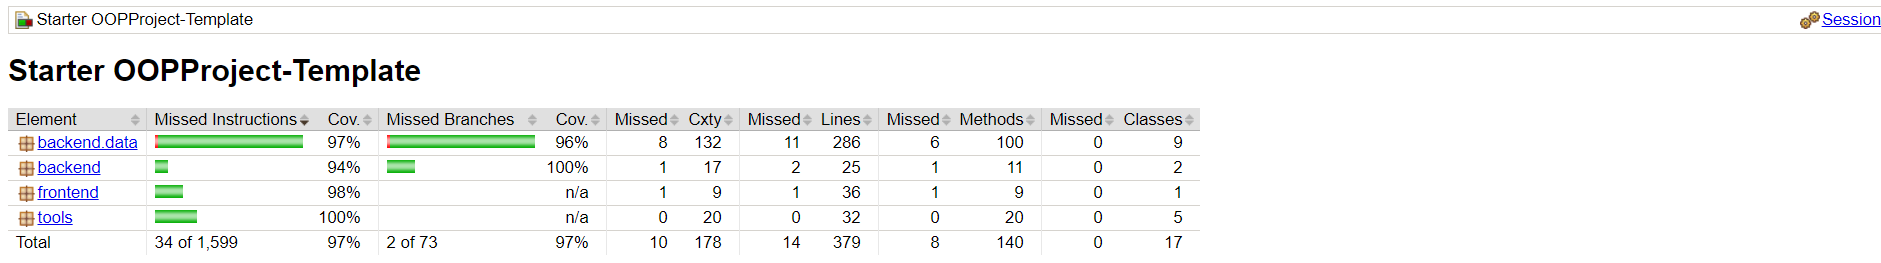 Starter OOPProject-Template Session
Starter OOPProject-Template
Element Missed Instructions Cov. Missed Branches Cov. Missed Cxty Missed Lines Missed Methods Missed Classes
backend.data 97% 96% 8 132 11 286 6 100 0 9
backend 94% 100% 1 17 2 25 1 11 0 2
frontend 98% n/a 1 9 1 36 1 9 0 1
tools 100% n/a 0 20 0 32 0 20 0 5
Total 34 of 1,599 97% 2 of 73 97% 10 178 14 379 8 140 0 17